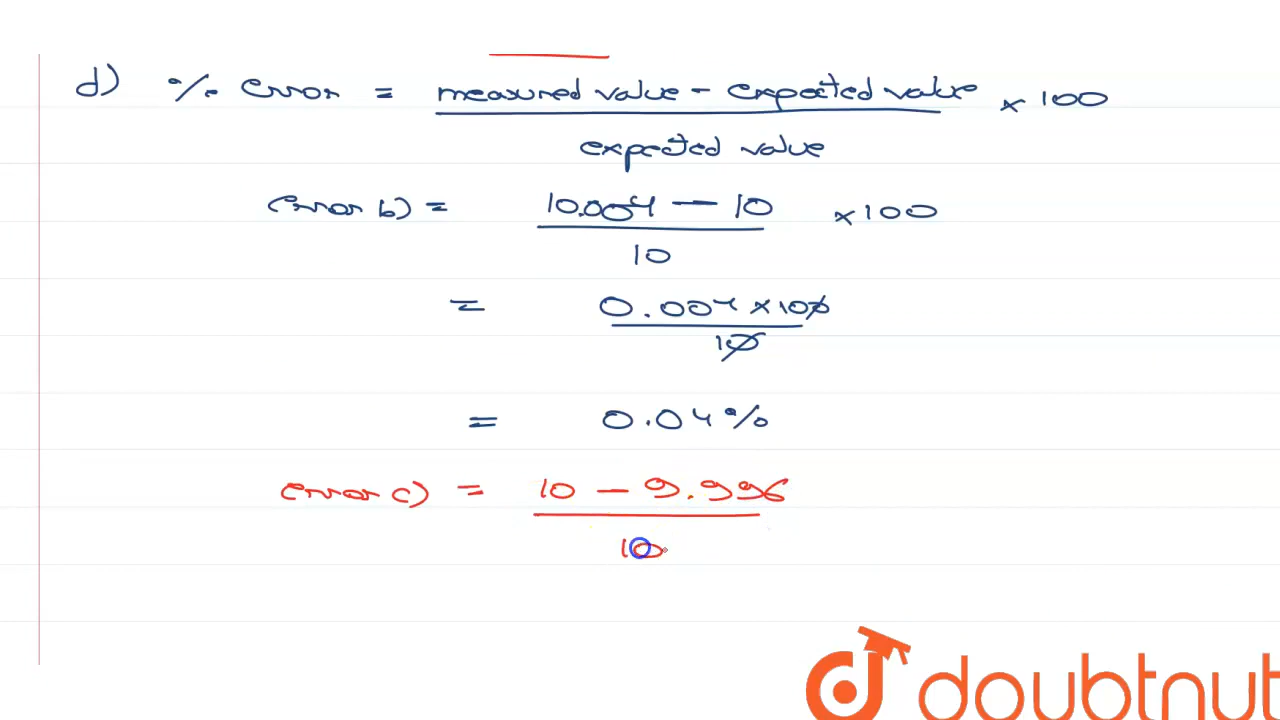 d) % error = measured value - expected value × 100
expected value
error b) = 10.004 — 10 × 100
10
= 0.004 × 100
10
= 0.04%
error c) = 10 — 9.996
10
doubtnut